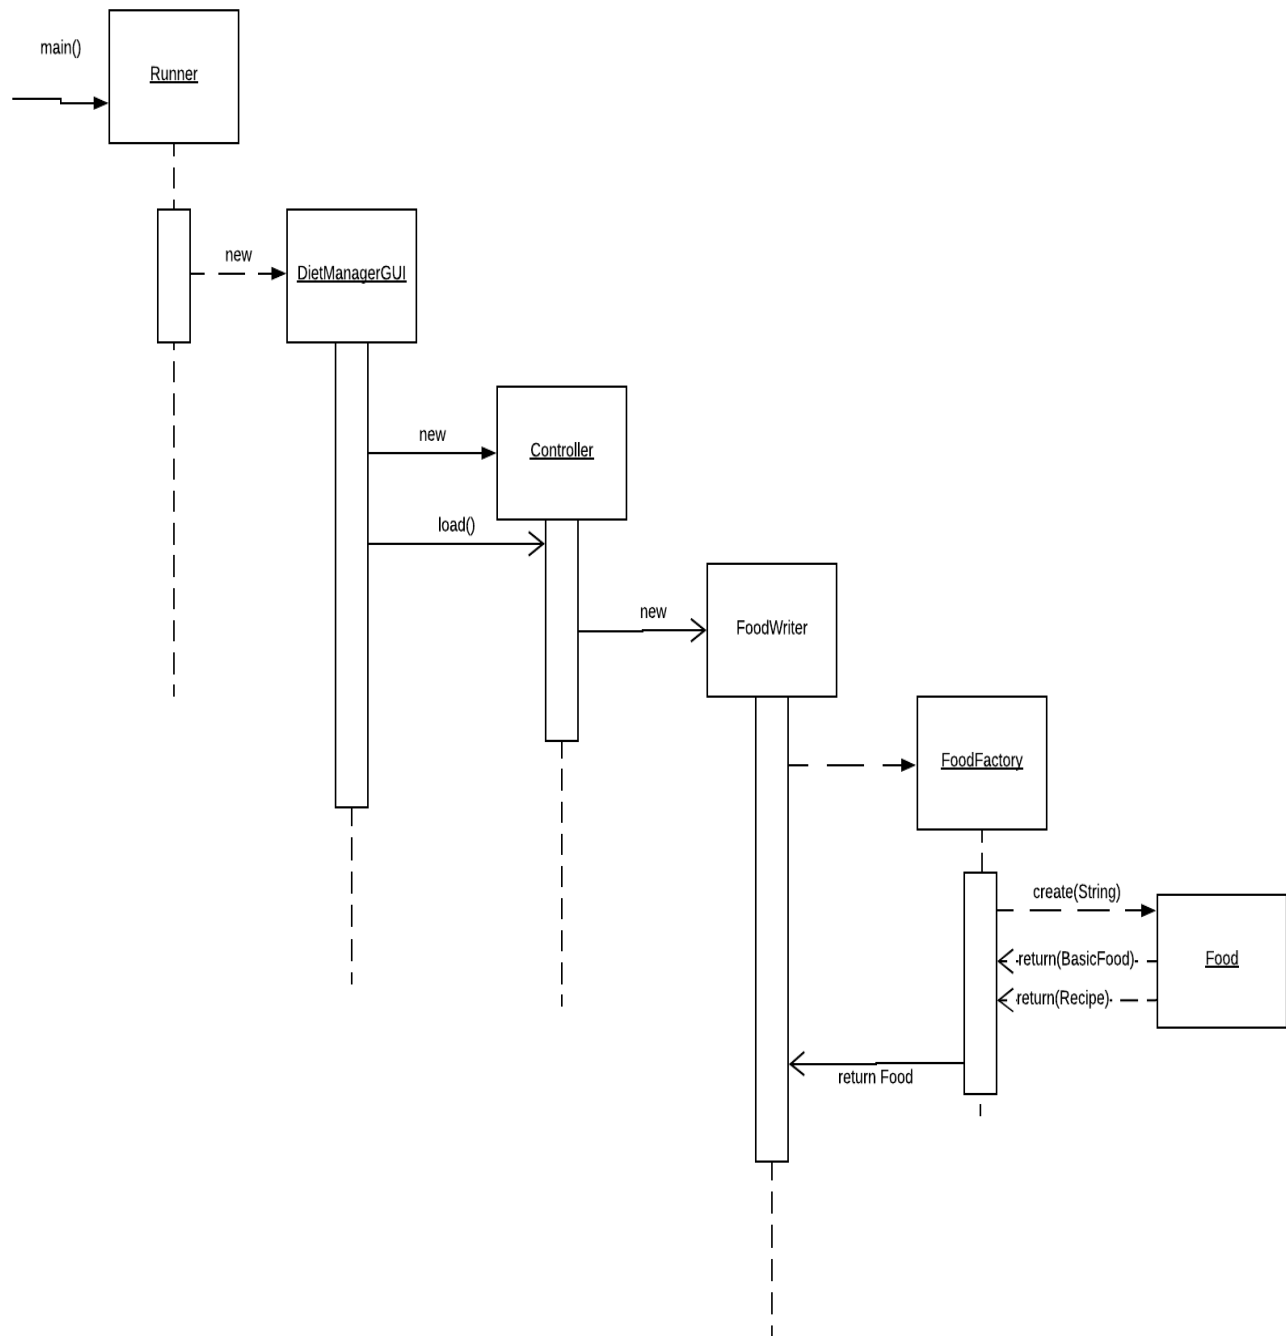 main()
Runner
new
DietManagerGUI
new
Controller
load()
new
FoodWriter
FoodFactory
create(String)
return(BasicFood)
Food
return(Recipe)
return Food